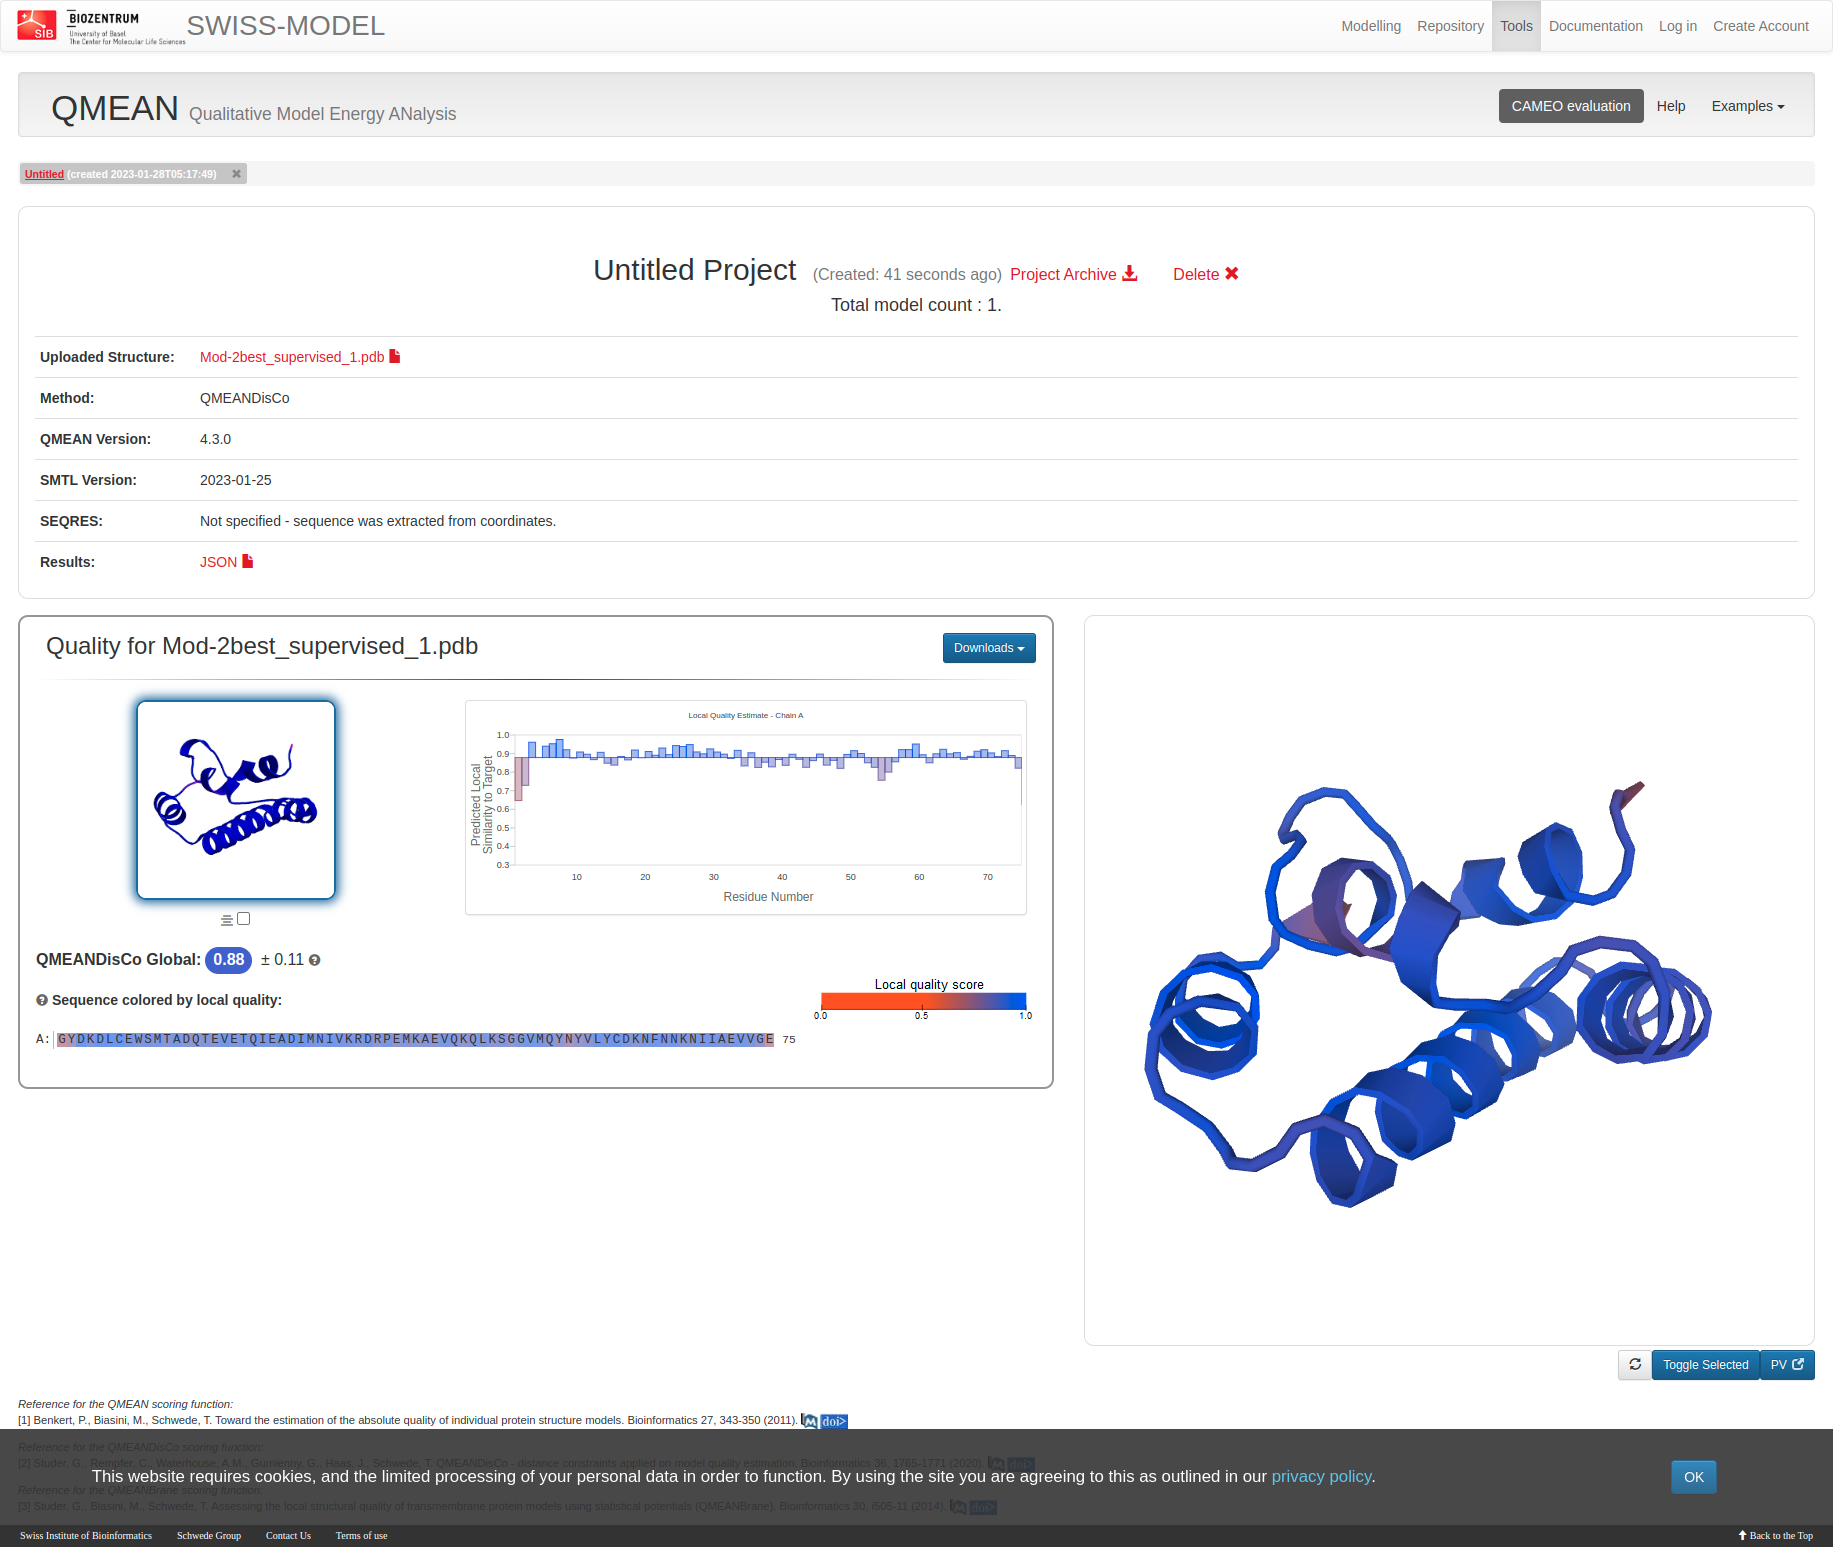 SIB
BIOZENTRUM
University of Basel
The Center for Molecular Life Sciences
SWISS-MODEL
Modelling Repository Tools Documentation Log in Create Account
QMEAN Qualitative Model Energy ANalysis
CAMEO evaluation Help Examples
Untitled (created 2023-01-28T05:17:49)
Untitled Project (Created: 41 seconds ago) Project Archive Delete
Total model count : 1.
Uploaded Structure: Mod-2best_supervised_1.pdb
Method: QMEANDisCo
QMEAN Version: 4.3.0
SMTL Version: 2023-01-25
SEQRES: Not specified - sequence was extracted from coordinates.
Results: JSON
Quality for Mod-2best_supervised_1.pdb
Downloads
Local Quality Estimate - Chain A
Predicted Local
Similarity to Target
1.0
0.9
0.8
0.7
0.6
0.5
0.4
0.3
10 20 30 40 50 60 70
Residue Number
QMEANDisCo Global: 0.88 ± 0.11
Sequence colored by local quality:
Local quality score
0.0 0.5 1.0
A: GYDKDLCEWSMTADQTEVETQIEADIMNIVKRDRPEMKAEVQKQLKSGGVMQYNYVLYCDKNFNNKNIIAEVVGE 75
Toggle Selected PV
Reference for the QMEAN scoring function:
[1] Benkert, P., Biasini, M., Schwede, T. Toward the estimation of the absolute quality of individual protein structure models. Bioinformatics 27, 343-350 (2011). doi>
Reference for the QMEANDisCo scoring function:
[2] Studer, G., Rempfer, C., Waterhouse, A.M., Gumienny, G., Haas, J., Schwede, T. QMEANDisCo - distance constraints applied on model quality estimation. Bioinformatics 36, 1765-1771 (2020). doi>
This website requires cookies, and the limited processing of your personal data in order to function. By using the site you are agreeing to this as outlined in our privacy policy.
OK
Reference for the QMEANBrane scoring function:
[3] Studer, G., Biasini, M., Schwede, T. Assessing the local structural quality of transmembrane protein models using statistical potentials (QMEANBrane). Bioinformatics 30, i505-11 (2014). doi>
Swiss Institute of Bioinformatics Schwede Group Contact Us Terms of use
Back to the Top